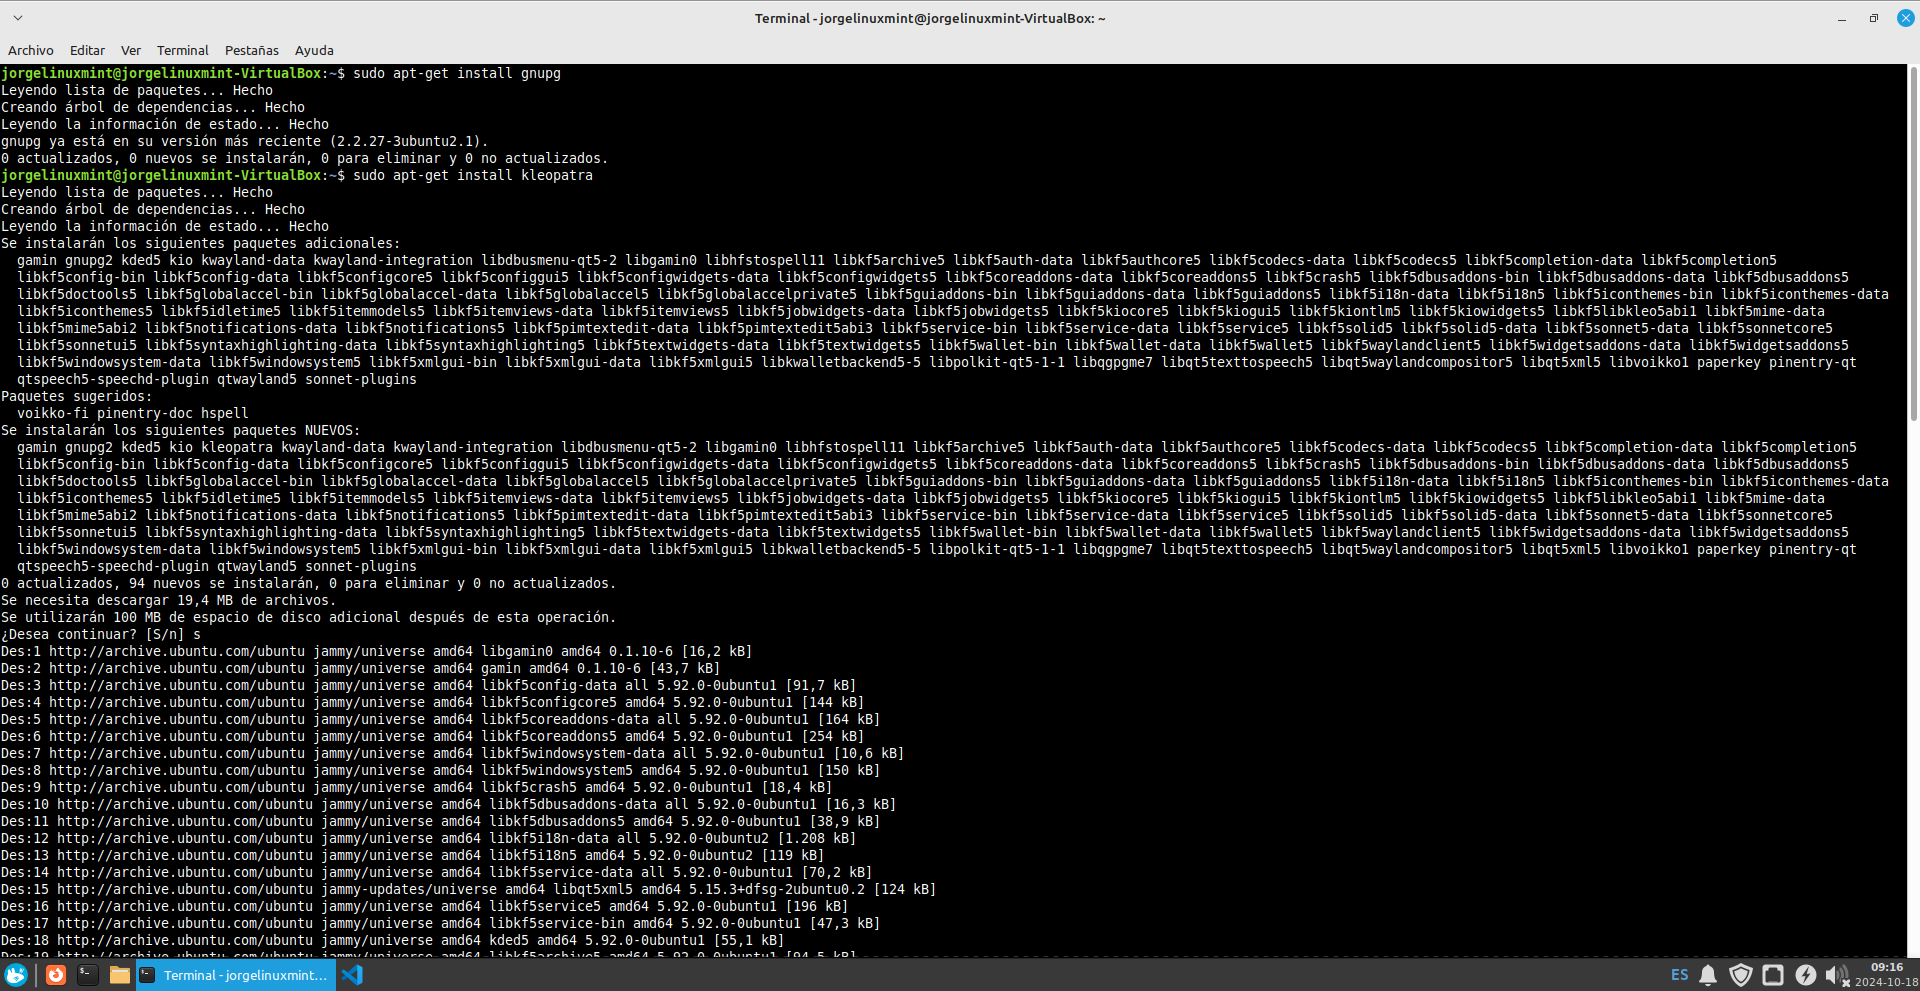 Terminal - jorgelinuxmint@jorgelinuxmint-VirtualBox: ~
Archivo Editar Ver Terminal Pestañas Ayuda
jorgelinuxmint@jorgelinuxmint-VirtualBox:~$ sudo apt-get install gnupg
Leyendo lista de paquetes... Hecho
Creando árbol de dependencias... Hecho
Leyendo la información de estado... Hecho
gnupg ya está en su versión más reciente (2.2.27-3ubuntu2.1).
0 actualizados, 0 nuevos se instalarán, 0 para eliminar y 0 no actualizados.
jorgelinuxmint@jorgelinuxmint-VirtualBox:~$ sudo apt-get install kleopatra
Leyendo lista de paquetes... Hecho
Creando árbol de dependencias... Hecho
Leyendo la información de estado... Hecho
Se instalarán los siguientes paquetes adicionales:
gamin gnupg2 kded5 kio kwayland-data kwayland-integration libdbusmenu-qt5-2 libgamin0 libhfstospell11 libkf5archive5 libkf5auth-data libkf5authcore5 libkf5codecs-data libkf5codecs5 libkf5completion-data libkf5completion5
libkf5config-bin libkf5config-data libkf5configcore5 libkf5configgui5 libkf5configwidgets-data libkf5configwidgets5 libkf5coreaddons-data libkf5coreaddons5 libkf5crash5 libkf5dbusaddons-bin libkf5dbusaddons-data libkf5dbusaddons5
libkf5doctools5 libkf5globalaccel-bin libkf5globalaccel-data libkf5globalaccel5 libkf5globalaccelprivate5 libkf5guiaddons-bin libkf5guiaddons-data libkf5guiaddons5 libkf5i18n-data libkf5i18n5 libkf5iconthemes-bin libkf5iconthemes-data
libkf5iconthemes5 libkf5idletime5 libkf5itemmodels5 libkf5itemviews-data libkf5itemviews5 libkf5jobwidgets-data libkf5jobwidgets5 libkf5kiocore5 libkf5kiogui5 libkf5kiontlm5 libkf5kiowidgets5 libkf5libkleo5abi1 libkf5mime-data
libkf5mime5abi2 libkf5notifications-data libkf5notifications5 libkf5pimtextedit-data libkf5pimtextedit5abi3 libkf5service-bin libkf5service-data libkf5service5 libkf5solid5 libkf5solid5-data libkf5sonnet5-data libkf5sonnetcore5
libkf5sonnetui5 libkf5syntaxhighlighting-data libkf5syntaxhighlighting5 libkf5textwidgets-data libkf5textwidgets5 libkf5wallet-bin libkf5wallet-data libkf5wallet5 libkf5waylandclient5 libkf5widgetsaddons-data libkf5widgetsaddons5
libkf5windowsystem-data libkf5windowsystem5 libkf5xmlgui-bin libkf5xmlgui-data libkf5xmlgui5 libkwalletbackend5-5 libpolkit-qt5-1-1 libqgpgme7 libqt5texttospeech5 libqt5waylandcompositor5 libqt5xml5 libvoikko1 paperkey pinentry-qt
qtspeech5-speechd-plugin qtwayland5 sonnet-plugins
Paquetes sugeridos:
voikko-fi pinentry-doc hspell
Se instalarán los siguientes paquetes NUEVOS:
gamin gnupg2 kded5 kio kleopatra kwayland-data kwayland-integration libdbusmenu-qt5-2 libgamin0 libhfstospell11 libkf5archive5 libkf5auth-data libkf5authcore5 libkf5codecs-data libkf5codecs5 libkf5completion-data libkf5completion5
libkf5config-bin libkf5config-data libkf5configcore5 libkf5configgui5 libkf5configwidgets-data libkf5configwidgets5 libkf5coreaddons-data libkf5coreaddons5 libkf5crash5 libkf5dbusaddons-bin libkf5dbusaddons-data libkf5dbusaddons5
libkf5doctools5 libkf5globalaccel-bin libkf5globalaccel-data libkf5globalaccel5 libkf5globalaccelprivate5 libkf5guiaddons-bin libkf5guiaddons-data libkf5guiaddons5 libkf5i18n-data libkf5i18n5 libkf5iconthemes-bin libkf5iconthemes-data
libkf5iconthemes5 libkf5idletime5 libkf5itemmodels5 libkf5itemviews-data libkf5itemviews5 libkf5jobwidgets-data libkf5jobwidgets5 libkf5kiocore5 libkf5kiogui5 libkf5kiontlm5 libkf5kiowidgets5 libkf5libkleo5abi1 libkf5mime-data
libkf5mime5abi2 libkf5notifications-data libkf5notifications5 libkf5pimtextedit-data libkf5pimtextedit5abi3 libkf5service-bin libkf5service-data libkf5service5 libkf5solid5 libkf5solid5-data libkf5sonnet5-data libkf5sonnetcore5
libkf5sonnetui5 libkf5syntaxhighlighting-data libkf5syntaxhighlighting5 libkf5textwidgets-data libkf5textwidgets5 libkf5wallet-bin libkf5wallet-data libkf5wallet5 libkf5waylandclient5 libkf5widgetsaddons-data libkf5widgetsaddons5
libkf5windowsystem-data libkf5windowsystem5 libkf5xmlgui-bin libkf5xmlgui-data libkf5xmlgui5 libkwalletbackend5-5 libpolkit-qt5-1-1 libqgpgme7 libqt5texttospeech5 libqt5waylandcompositor5 libqt5xml5 libvoikko1 paperkey pinentry-qt
qtspeech5-speechd-plugin qtwayland5 sonnet-plugins
0 actualizados, 94 nuevos se instalarán, 0 para eliminar y 0 no actualizados.
Se necesita descargar 19,4 MB de archivos.
Se utilizarán 100 MB de espacio de disco adicional después de esta operación.
¿Desea continuar? [S/n] s
Des:1 http://archive.ubuntu.com/ubuntu jammy/universe amd64 libgamin0 amd64 0.1.10-6 [16,2 kB]
Des:2 http://archive.ubuntu.com/ubuntu jammy/universe amd64 gamin amd64 0.1.10-6 [43,7 kB]
Des:3 http://archive.ubuntu.com/ubuntu jammy/universe amd64 libkf5config-data all 5.92.0-0ubuntu1 [91,7 kB]
Des:4 http://archive.ubuntu.com/ubuntu jammy/universe amd64 libkf5configcore5 amd64 5.92.0-0ubuntu1 [144 kB]
Des:5 http://archive.ubuntu.com/ubuntu jammy/universe amd64 libkf5coreaddons-data all 5.92.0-0ubuntu1 [164 kB]
Des:6 http://archive.ubuntu.com/ubuntu jammy/universe amd64 libkf5coreaddons5 amd64 5.92.0-0ubuntu1 [254 kB]
Des:7 http://archive.ubuntu.com/ubuntu jammy/universe amd64 libkf5windowsystem-data all 5.92.0-0ubuntu1 [10,6 kB]
Des:8 http://archive.ubuntu.com/ubuntu jammy/universe amd64 libkf5windowsystem5 amd64 5.92.0-0ubuntu1 [150 kB]
Des:9 http://archive.ubuntu.com/ubuntu jammy/universe amd64 libkf5crash5 amd64 5.92.0-0ubuntu1 [18,4 kB]
Des:10 http://archive.ubuntu.com/ubuntu jammy/universe amd64 libkf5dbusaddons-data all 5.92.0-0ubuntu1 [16,3 kB]
Des:11 http://archive.ubuntu.com/ubuntu jammy/universe amd64 libkf5dbusaddons5 amd64 5.92.0-0ubuntu1 [38,9 kB]
Des:12 http://archive.ubuntu.com/ubuntu jammy/universe amd64 libkf5i18n-data all 5.92.0-0ubuntu2 [1.208 kB]
Des:13 http://archive.ubuntu.com/ubuntu jammy/universe amd64 libkf5i18n5 amd64 5.92.0-0ubuntu2 [119 kB]
Des:14 http://archive.ubuntu.com/ubuntu jammy/universe amd64 libkf5service-data all 5.92.0-0ubuntu1 [70,2 kB]
Des:15 http://archive.ubuntu.com/ubuntu jammy-updates/universe amd64 libqt5xml5 amd64 5.15.3+dfsg-2ubuntu0.2 [124 kB]
Des:16 http://archive.ubuntu.com/ubuntu jammy/universe amd64 libkf5service5 amd64 5.92.0-0ubuntu1 [196 kB]
Des:17 http://archive.ubuntu.com/ubuntu jammy/universe amd64 libkf5service-bin amd64 5.92.0-0ubuntu1 [47,3 kB]
Des:18 http://archive.ubuntu.com/ubuntu jammy/universe amd64 kded5 amd64 5.92.0-0ubuntu1 [55,1 kB]
Des:19 http://archive.ubuntu.com/ubuntu jammy/universe amd64 libkf5archive5 amd64 5.92.0-0ubuntu1 [94,5 kB]
Terminal - jorgelinuxmint...
ES
09:16
2024-10-18